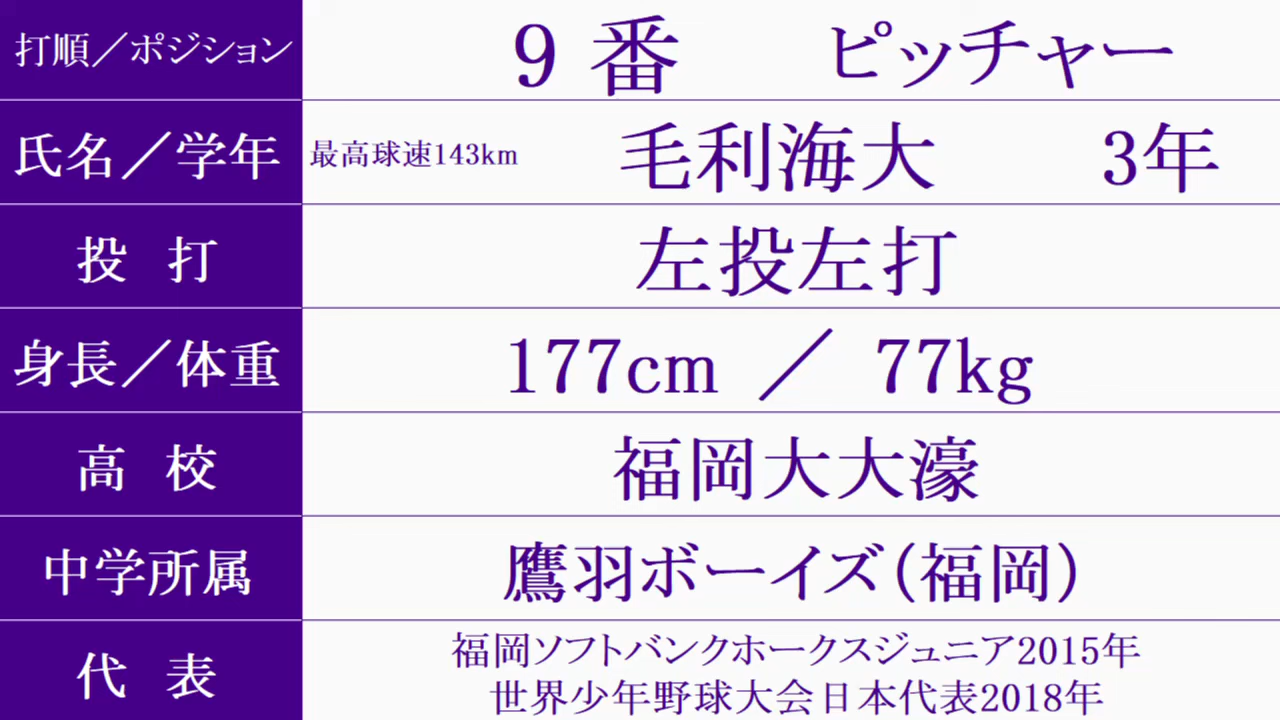 打順／ポジション 9番 ピッチャー
氏名／学年 最高球速143km 毛利海大 3年
投 打 左投左打
身長／体重 177cm ／ 77kg
高 校 福岡大大濠
中学所属 鷹羽ボーイズ(福岡)
代 表 福岡ソフトバンクホークスジュニア2015年
世界少年野球大会日本代表2018年